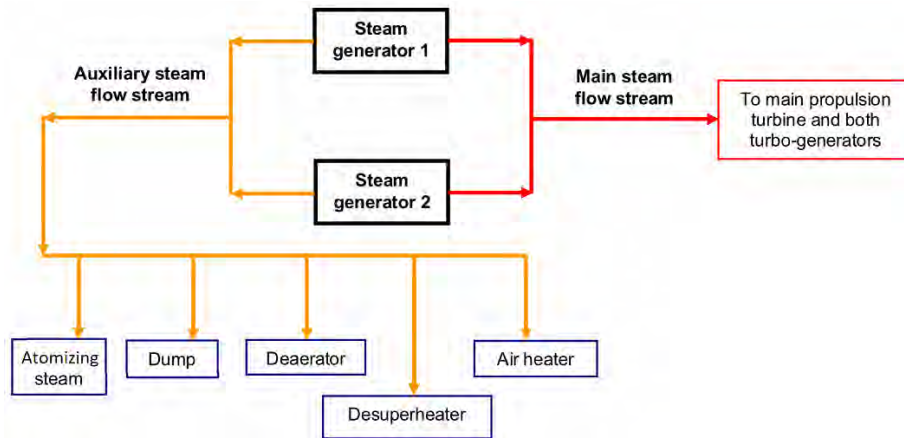 Steam
generator 1
Auxiliary steam
flow stream
Main steam
flow stream
To main propulsion
turbine and both
turbo-generators
Steam
generator 2
Atomizing
steam
Dump
Deaerator
Air heater
Desuperheater